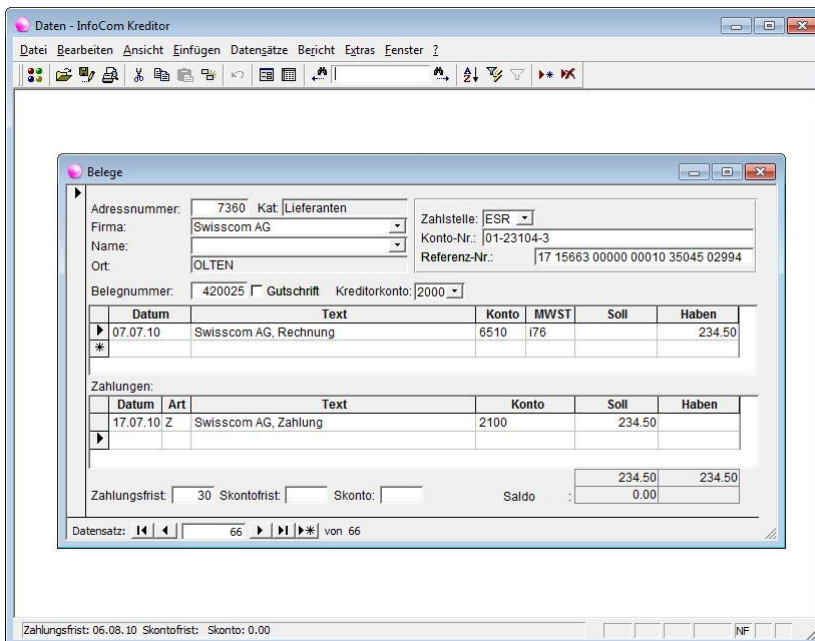 Daten - InfoCom Kreditor
Datei Bearbeiten Ansicht Einfügen Datensätze Bericht Extras Fenster ?
Belege
Adressnummer: 7360 Kat: Lieferanten
Firma: Swisscom AG
Name:
Ort: OLTEN
Zahlstelle: ESR
Konto-Nr.: 01-23104-3
Referenz-Nr.: 17 15663 00000 00010 35045 02994
Belegnummer: 420025 Gutschrift Kreditorkonto: 2000
Datum Text Konto MWST Soll Haben
07.07.10 Swisscom AG, Rechnung 6510 i76 234.50
Zahlungen:
Datum Art Text Konto Soll Haben
17.07.10 Z Swisscom AG, Zahlung 2100 234.50
234.50 234.50
Zahlungsfrist: 30 Skontofrist: Skonto: Saldo : 0.00
Datensatz: 66 von 66
Zahlungsfrist: 06.08.10 Skontofrist: Skonto: 0.00 NF